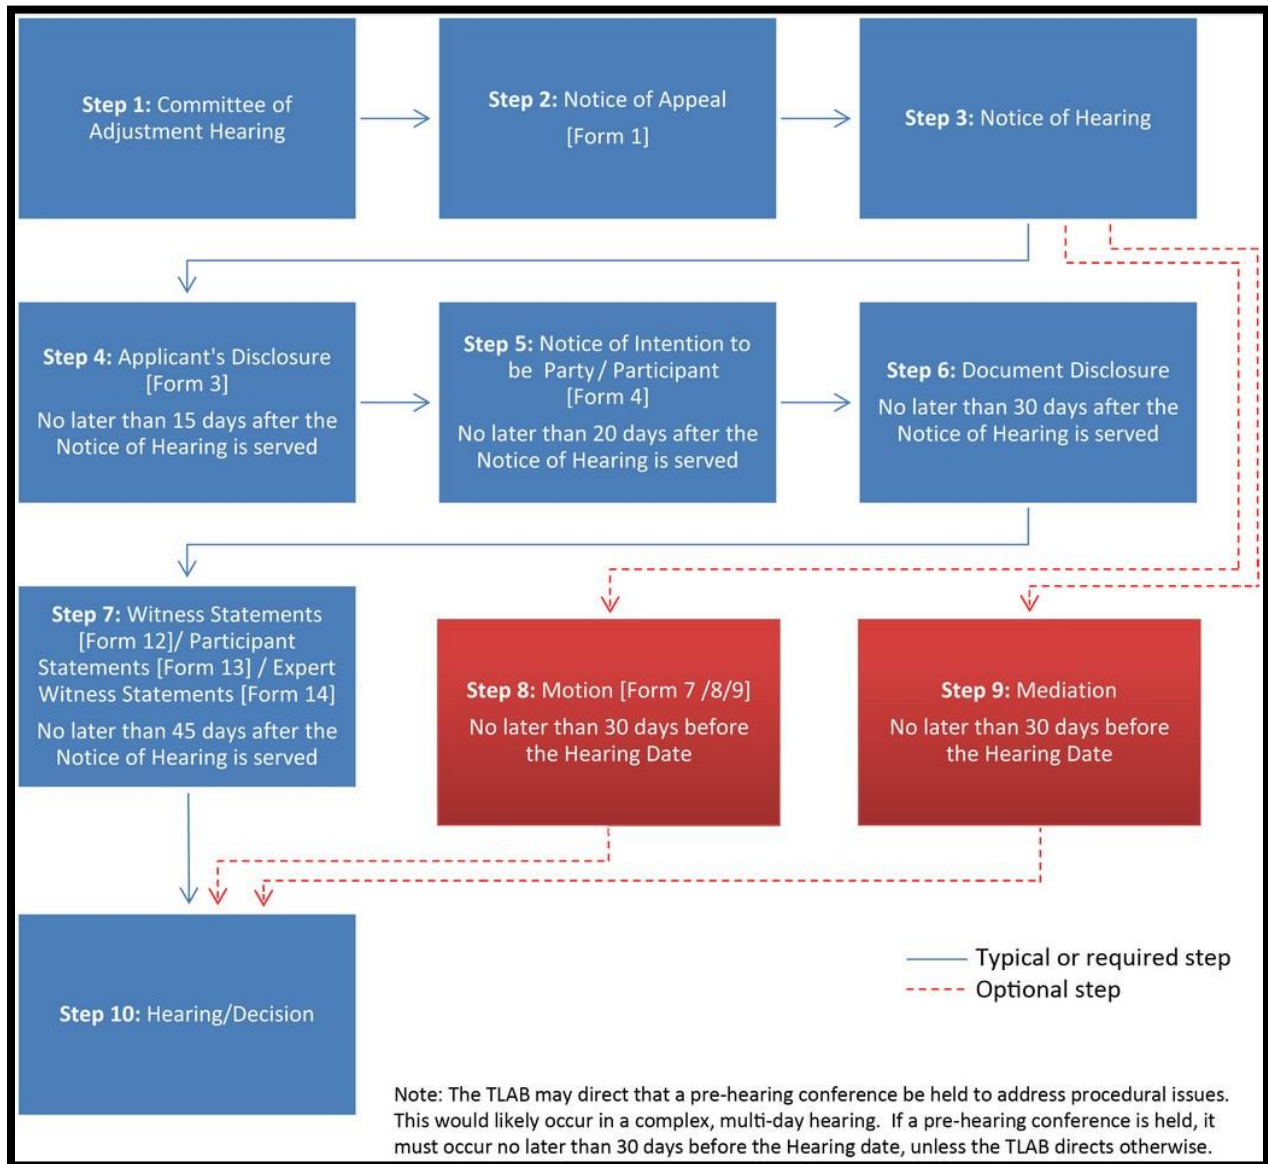 Step 1: Committee of
Adjustment Hearing
Step 2: Notice of Appeal
[Form 1]
Step 3: Notice of Hearing
Step 4: Applicant's Disclosure
[Form 3]
No later than 15 days after the
Notice of Hearing is served
Step 5: Notice of Intention to
be Party / Participant
[Form 4]
No later than 20 days after the
Notice of Hearing is served
Step 6: Document Disclosure
No later than 30 days after the
Notice of Hearing is served
Step 7: Witness Statements
[Form 12]/ Participant
Statements [Form 13] / Expert
Witness Statements [Form 14]
No later than 45 days after the
Notice of Hearing is served
Step 8: Motion [Form 7 /8/9]
No later than 30 days before
the Hearing Date
Step 9: Mediation
No later than 30 days before
the Hearing Date
Step 10: Hearing/Decision
Typical or required step
Optional step
Note: The TLAB may direct that a pre-hearing conference be held to address procedural issues.
This would likely occur in a complex, multi-day hearing. If a pre-hearing conference is held, it
must occur no later than 30 days before the Hearing date, unless the TLAB directs otherwise.